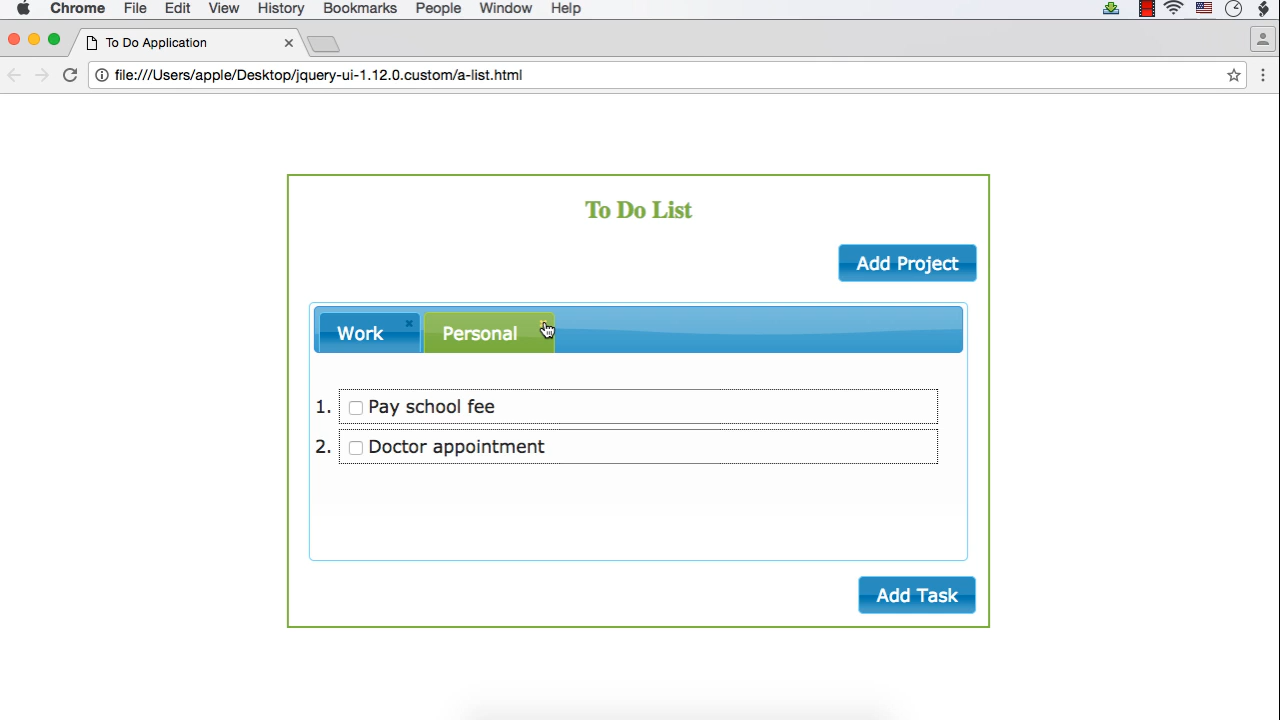 Chrome File Edit View History Bookmarks People Window Help
To Do Application
file:///Users/apple/Desktop/jquery-ui-1.12.0.custom/a-list.html
To Do List
Add Project
Work Personal
1. Pay school fee
2. Doctor appointment
Add Task